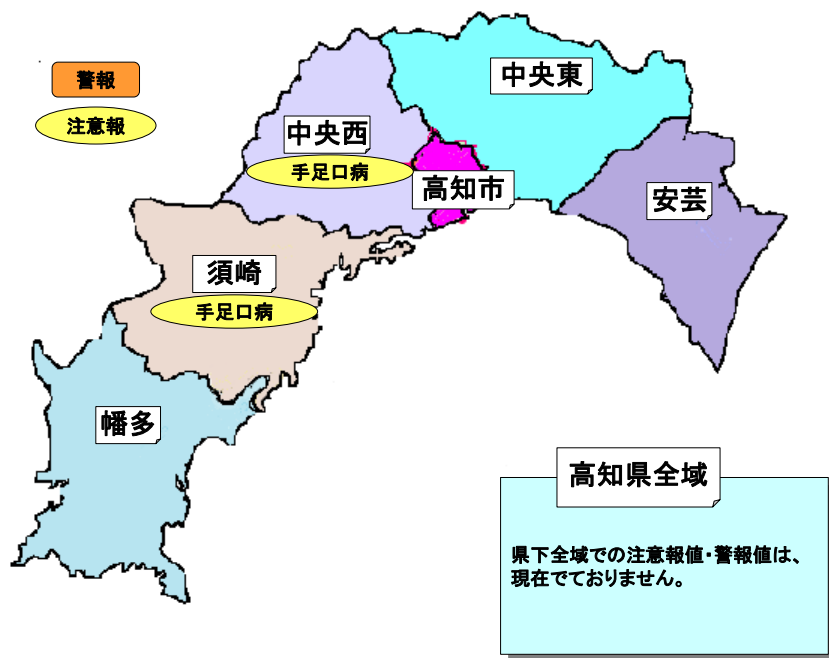 警報
注意報
中央東
中央西
手足口病
高知市
安芸
須崎
手足口病
幡多
高知県全域
県下全域での注意報値・警報値は、
現在でておりません。